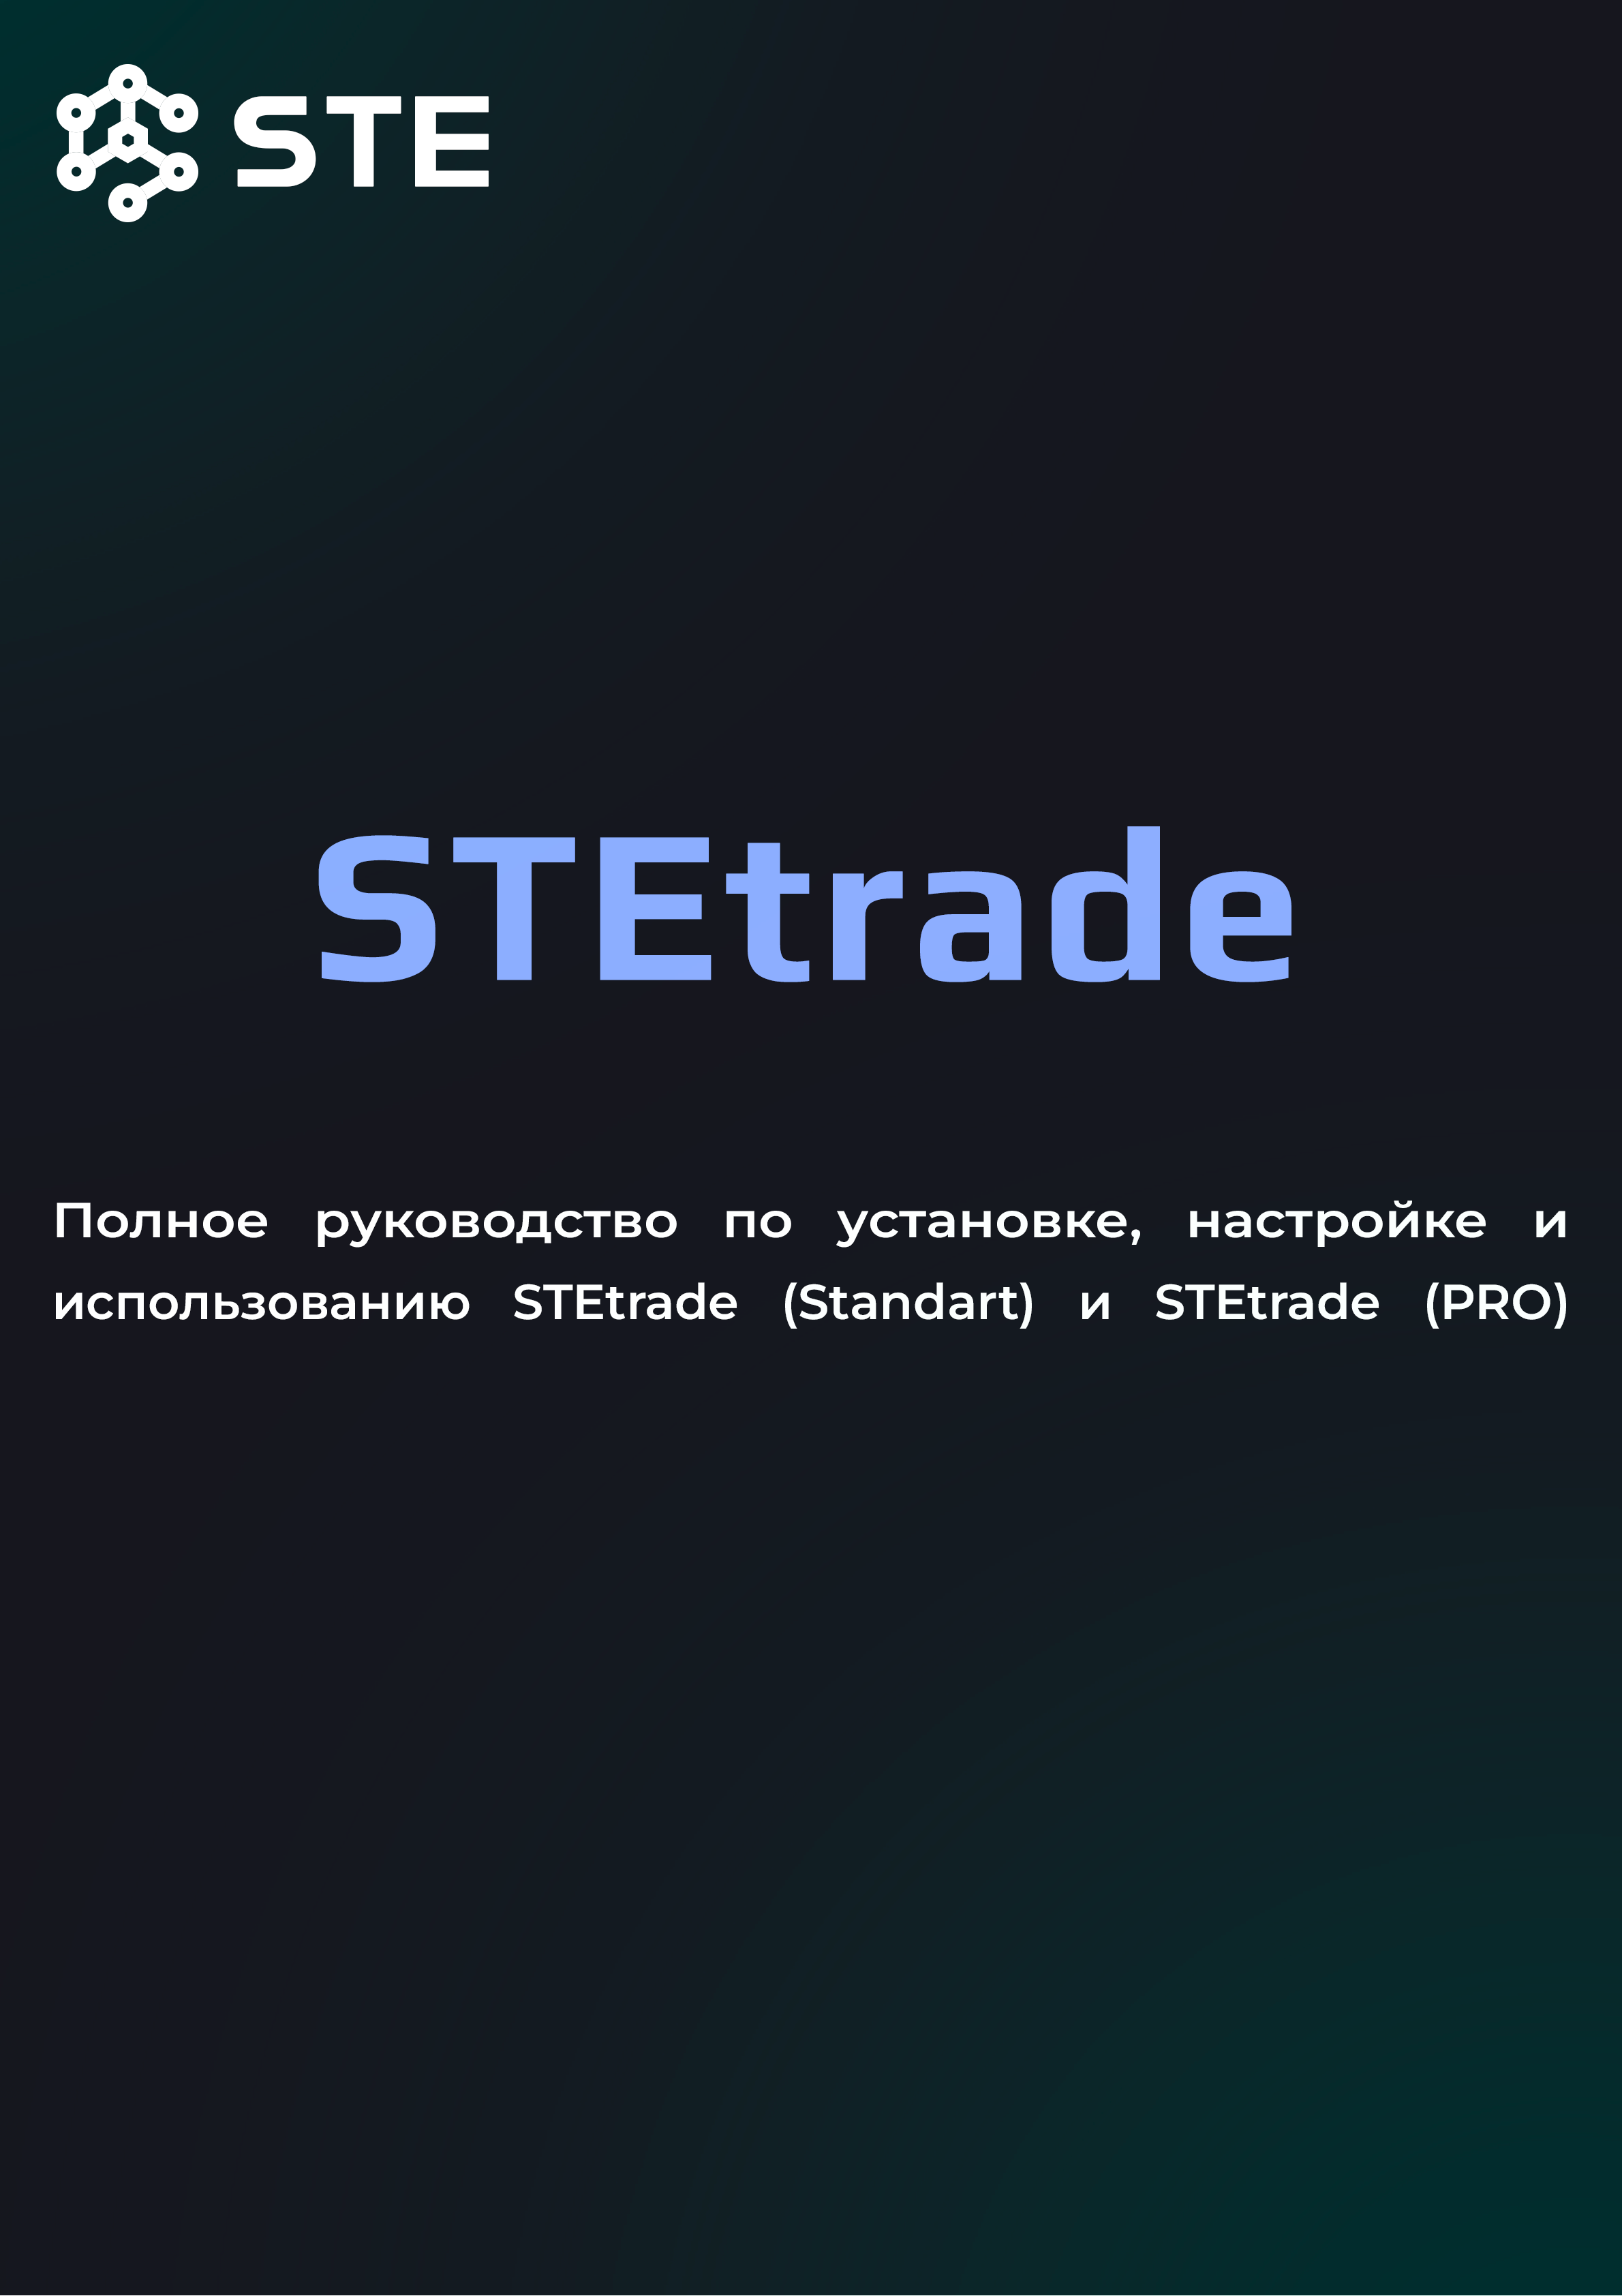 STE
STEtrade
Полное руководство по установке, настройке и
использованию STEtrade (Standart) и STEtrade (PRO)